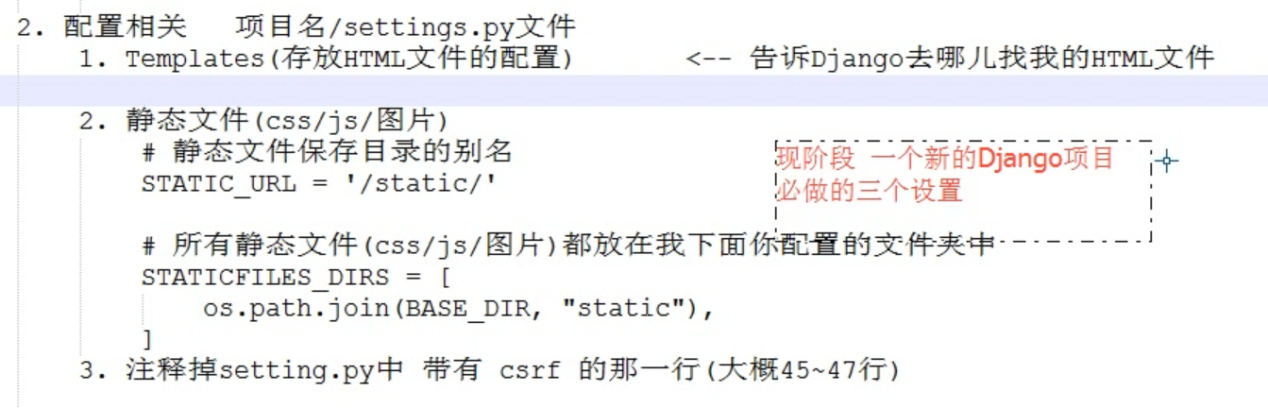 2. 配置相关   项目名/settings.py文件
1. Templates(存放HTML文件的配置)       <-- 告诉Django去哪儿找我的HTML文件
2. 静态文件(css/js/图片)
# 静态文件保存目录的别名
STATIC_URL = '/static/'
现阶段 一个新的Django项目
必做的三个设置
# 所有静态文件(css/js/图片)都放在我下面你配置的文件夹中
STATICFILES_DIRS = [
os.path.join(BASE_DIR, "static"),
]
3. 注释掉setting.py中 带有 csrf 的那一行(大概45~47行)